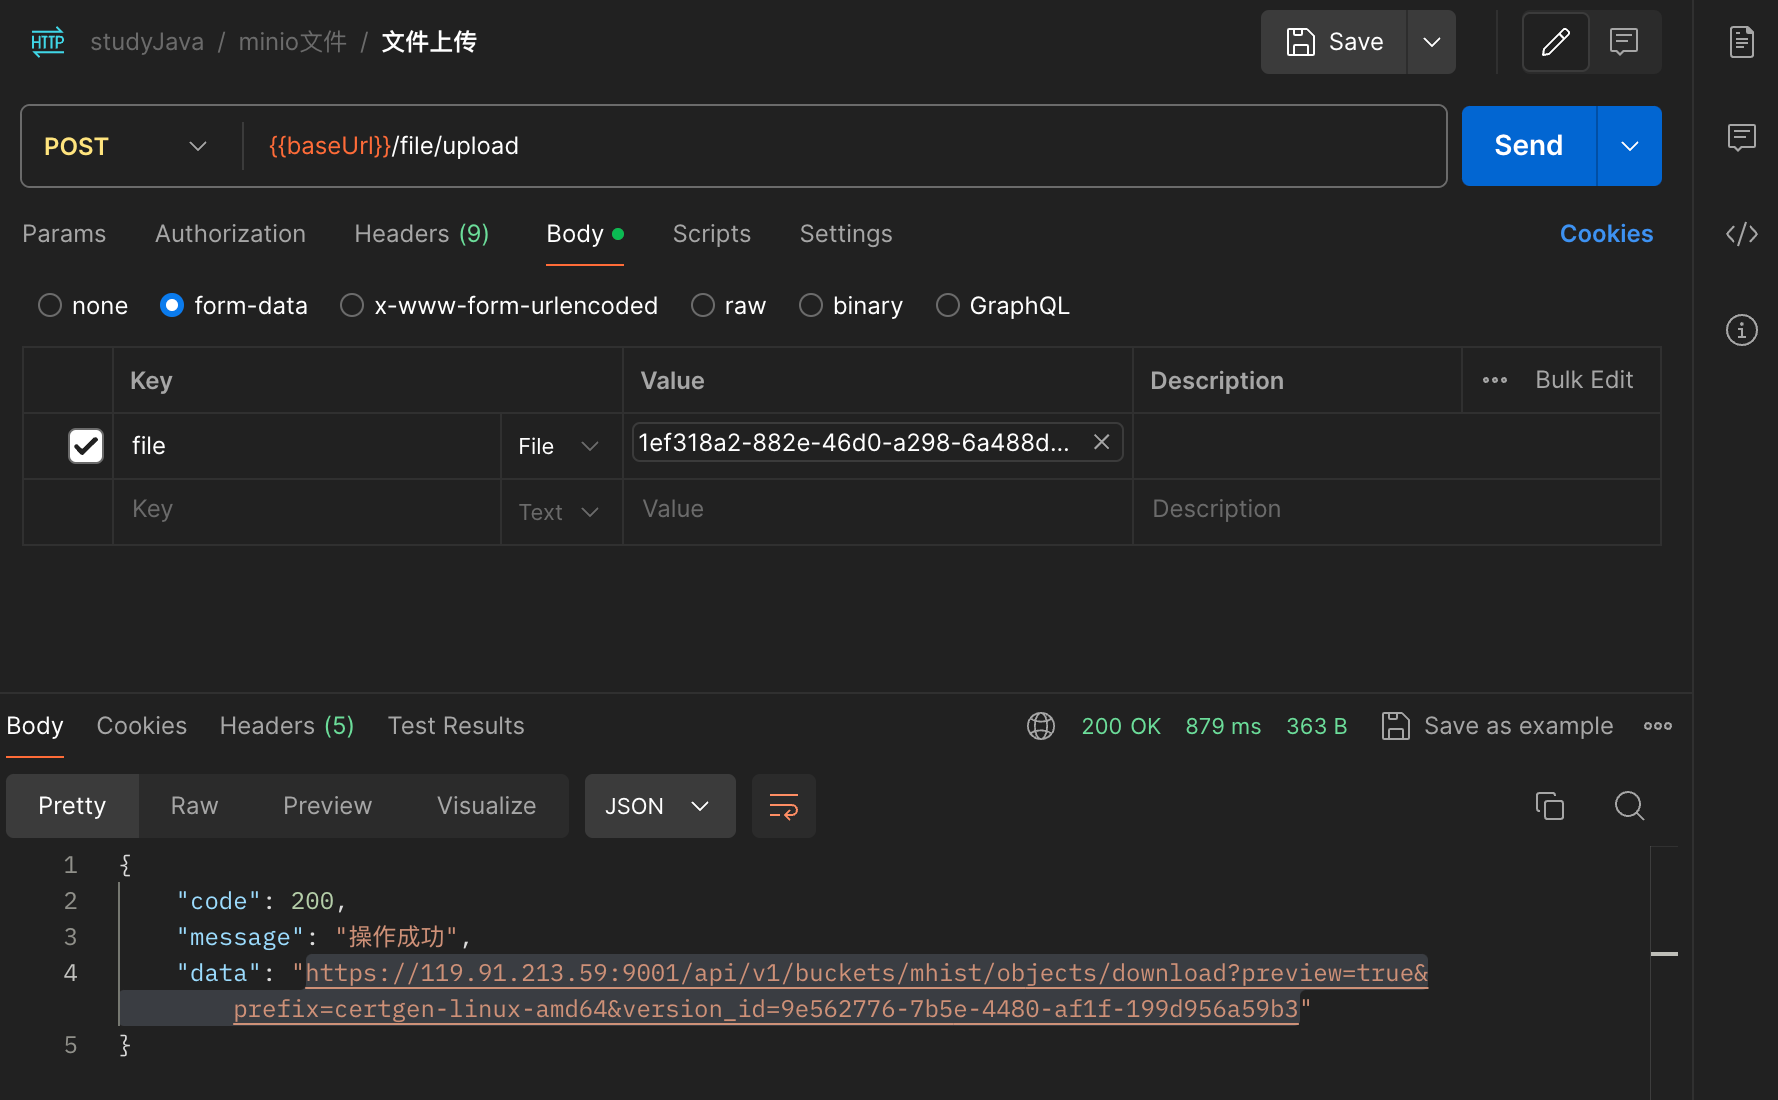 HTTP studyJava / minio文件 / 文件上传 Save
POST {{baseUrl}}/file/upload Send
Params Authorization Headers (9) Body Scripts Settings Cookies
none form-data x-www-form-urlencoded raw binary GraphQL
Key Value Description Bulk Edit
file File 1ef318a2-882e-46d0-a298-6a488d...
Key Text Value Description
Body Cookies Headers (5) Test Results 200 OK 879 ms 363 B Save as example
Pretty Raw Preview Visualize JSON
1 {
2 "code": 200,
3 "message": "操作成功",
4 "data": "https://119.91.213.59:9001/api/v1/buckets/mhist/objects/download?preview=true&
prefix=certgen-linux-amd64&version_id=9e562776-7b5e-4480-af1f-199d956a59b3"
5 }